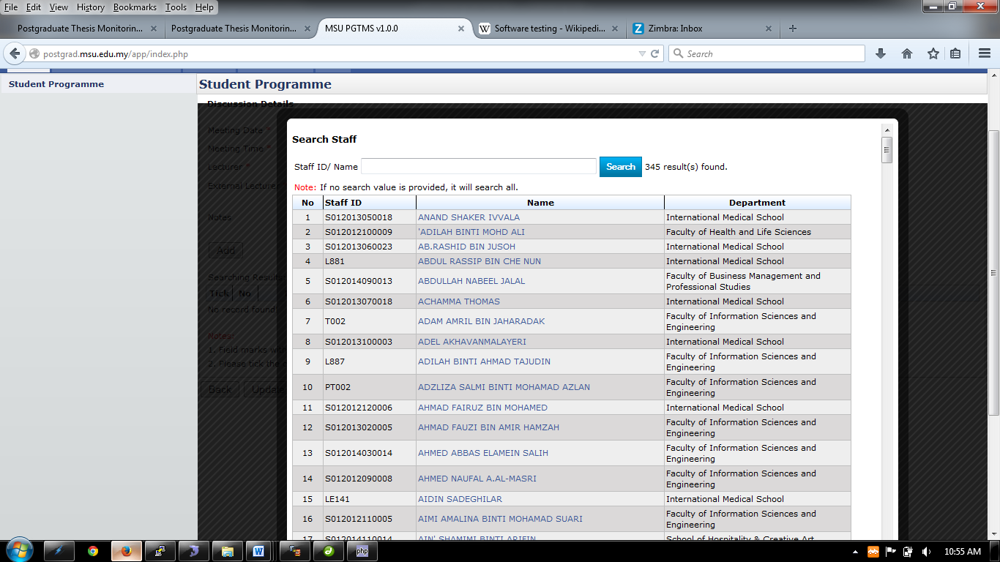 File Edit View History Bookmarks Tools Help
Postgraduate Thesis Monitorin... × Postgraduate Thesis Monitorin... × MSU PGTMS v1.0.0 × W Software testing - Wikipedi... × Z Zimbra: Inbox × +
postgrad.msu.edu.my/app/index.php Search
Student Programme Student Programme
Discussion Details
Meeting Date *
Meeting Time *
Lecturer *
External Lecturer
Notes
Add
Searching Results
Tick No
No record found
Notes:
1. Field marks with
2. Please tick the
Back Update
Search Staff
Staff ID/ Name Search 345 result(s) found.
Note: If no search value is provided, it will search all.
No Staff ID Name Department
1 S012013050018 ANAND SHAKER IVVALA International Medical School
2 S012012100009 'ADILAH BINTI MOHD ALI Faculty of Health and Life Sciences
3 S012013060023 AB.RASHID BIN JUSOH International Medical School
4 L881 ABDUL RASSIP BIN CHE NUN International Medical School
5 S012014090013 ABDULLAH NABEEL JALAL Faculty of Business Management and
Professional Studies
6 S012013070018 ACHAMMA THOMAS International Medical School
7 T002 ADAM AMRIL BIN JAHARADAK Faculty of Information Sciences and
Engineering
8 S012013100003 ADEL AKHAVANMALAYERI International Medical School
9 L887 ADILAH BINTI AHMAD TAJUDIN Faculty of Information Sciences and
Engineering
10 PT002 ADZLIZA SALMI BINTI MOHAMAD AZLAN Faculty of Information Sciences and
Engineering
11 S012012120006 AHMAD FAIRUZ BIN MOHAMED International Medical School
12 S012013020005 AHMAD FAUZI BIN AMIR HAMZAH Faculty of Information Sciences and
Engineering
13 S012014030014 AHMED ABBAS ELAMEIN SALIH Faculty of Information Sciences and
Engineering
14 S012012090008 AHMED NAUFAL A.AL-MASRI Faculty of Information Sciences and
Engineering
15 LE141 AIDIN SADEGHILAR International Medical School
16 S012012110005 AIMI AMALINA BINTI MOHAMAD SUARI Faculty of Information Sciences and
Engineering
17 S012014110014 AIN' SHAMIMI BINTI ARIFIN School of Hospitality & Creative Art
php
10:55 AM